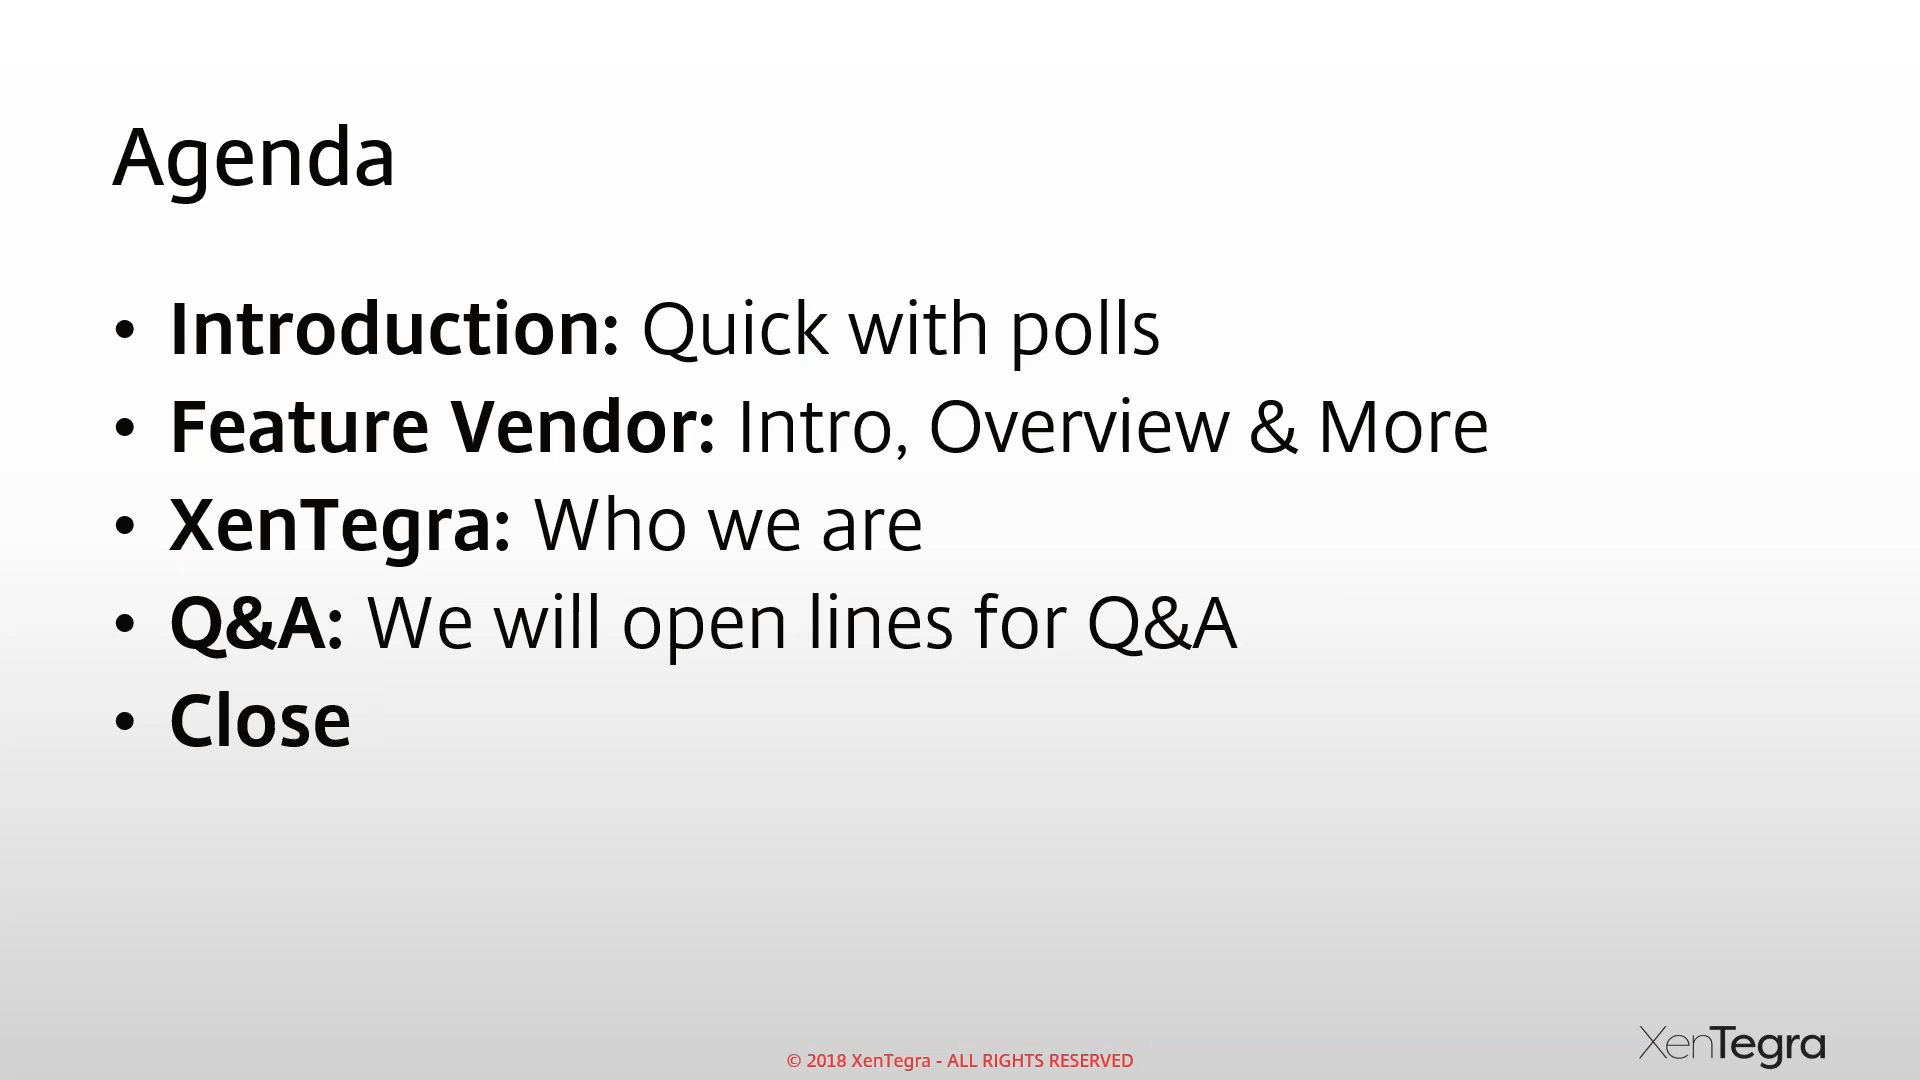 Agenda
• Introduction: Quick with polls
• Feature Vendor: Intro, Overview & More
• XenTegra: Who we are
• Q&A: We will open lines for Q&A
• Close
© 2018 XenTegra - ALL RIGHTS RESERVED
XenTegra